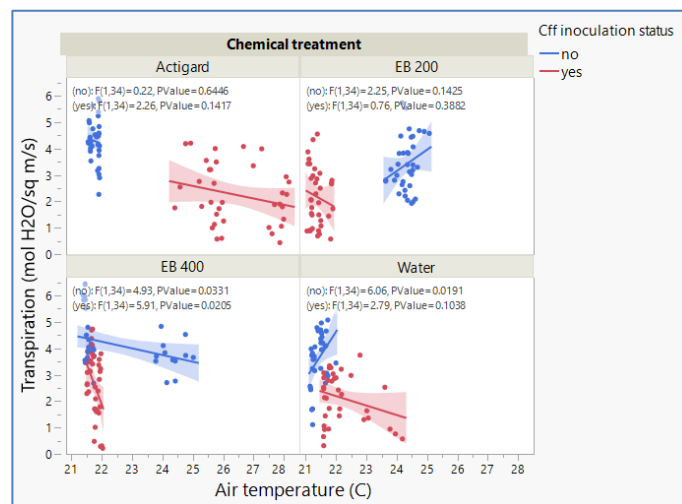 Chemical treatment
Cff inoculation status
no
yes
Actigard
EB 200
(no): F(1,34)=0.22, PValue=0.6446
(yes): F(1,34)=2.26, PValue=0.1417
(no): F(1,34)=2.25, PValue=0.1425
(yes): F(1,34)=0.76, PValue=0.3882
6
5
4
3
2
1
0
EB 400
Water
(no): F(1,34)=4.93, PValue=0.0331
(yes): F(1,34)=5.91, PValue=0.0205
(no): F(1,34)=6.06, PValue=0.0191
(yes): F(1,34)=2.79, PValue=0.1038
6
5
4
3
2
1
0
Transpiration (mol H2O/sq m/s)
21 22 23 24 25 26 27 28 21 22 23 24 25 26 27 28
Air temperature (C)